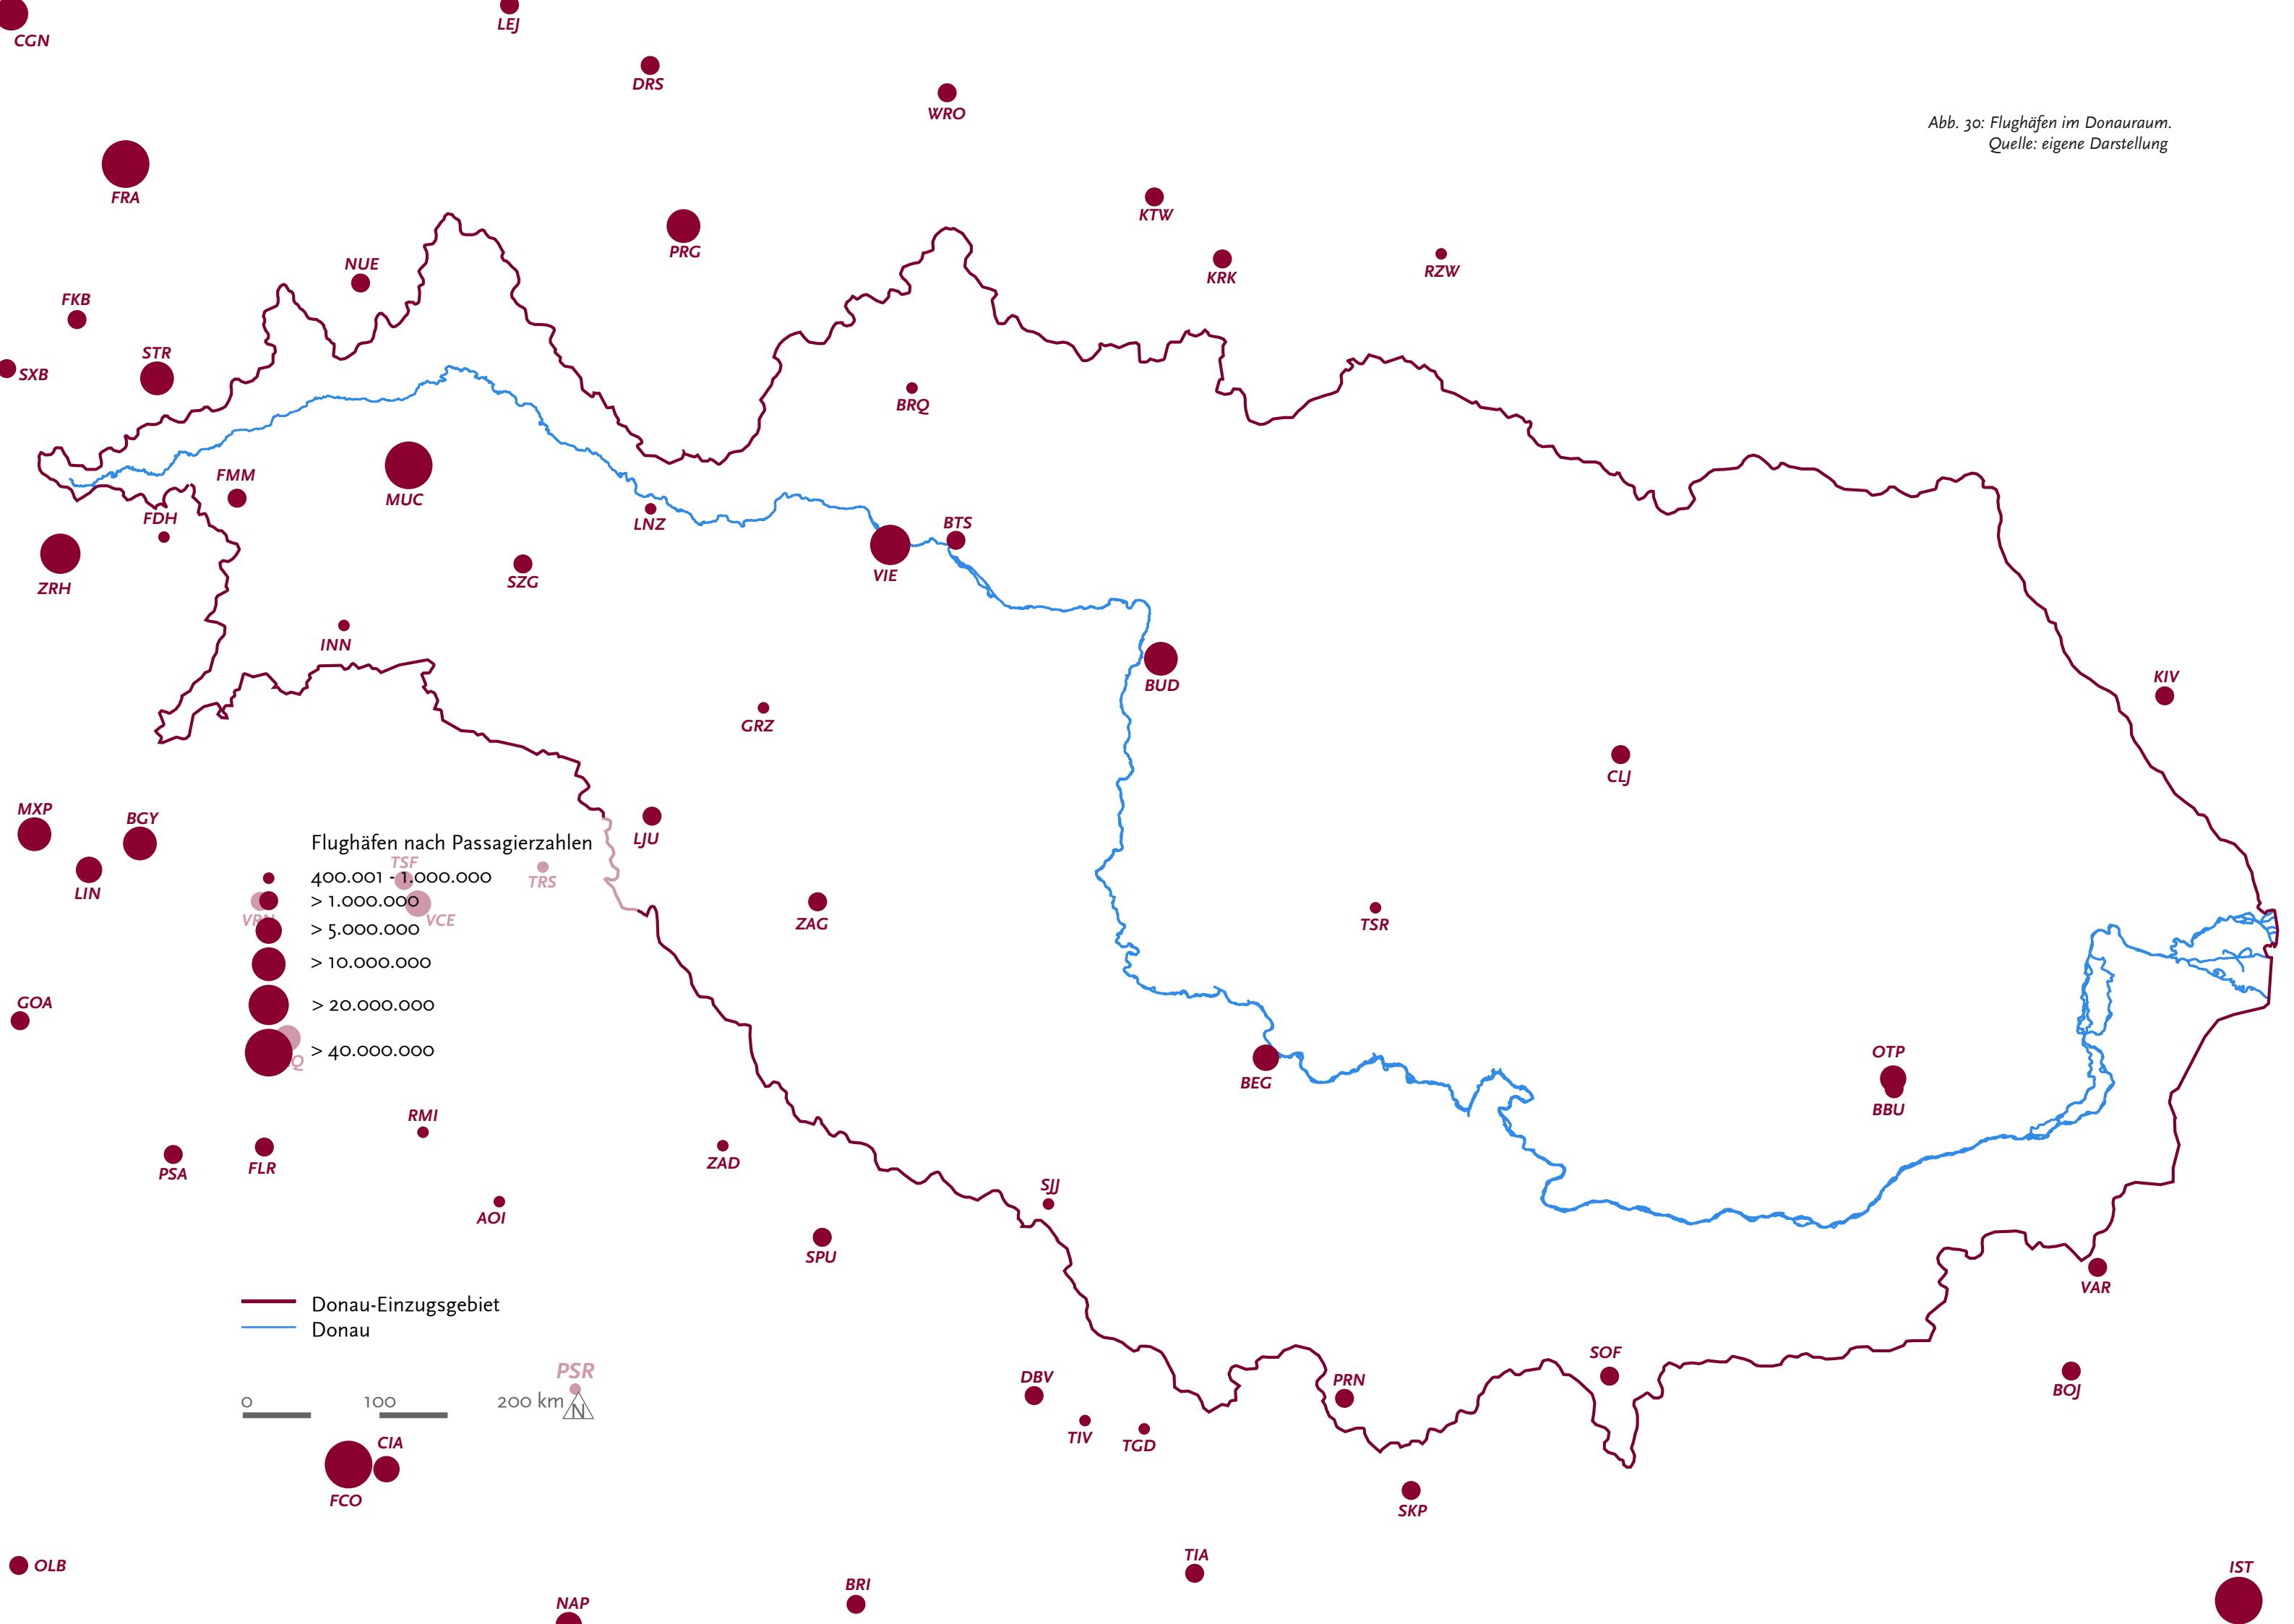 CGN
LEJ
DRS
WRO
Abb. 30: Flughäfen im Donauraum.
Quelle: eigene Darstellung
FRA
KTW
PRG
NUE
KRK
RZW
FKB
STR
SXB
BRQ
FMM
MUC
FDH
LNZ
BTS
VIE
ZRH
SZG
INN
BUD
KIV
GRZ
CLJ
MXP
BGY
LJU
LIN
Flughäfen nach Passagierzahlen
TSF
400.001 - 1.000.000
TRS
> 1.000.000
VRN
VCE
> 5.000.000
ZAG
TSR
> 10.000.000
GOA
> 20.000.000
> 40.000.000
OTP
BEG
BBU
RMI
PSA
FLR
ZAD
AOI
SJJ
SPU
VAR
Donau-Einzugsgebiet
Donau
SOF
PSR
DBV
PRN
BOJ
0 100 200 km
N
TIV
TGD
CIA
FCO
SKP
TIA
OLB
IST
BRI
NAP